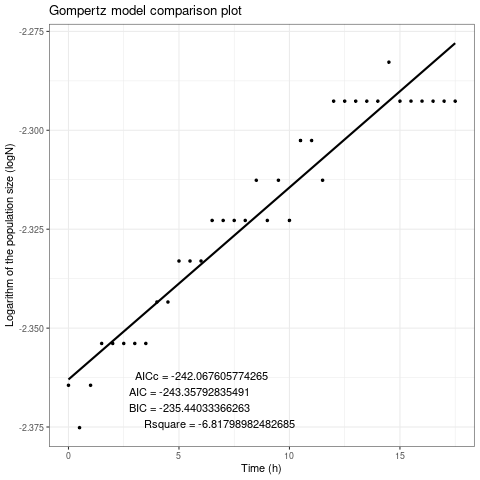 Gompertz model comparison plot
-2.275
-2.300
-2.325
-2.350
-2.375
Logarithm of the population size (logN)
AICc = -242.067605774265
AIC = -243.35792835491
BIC = -235.44033366263
Rsquare = -6.81798982482685
0 5 10 15
Time (h)